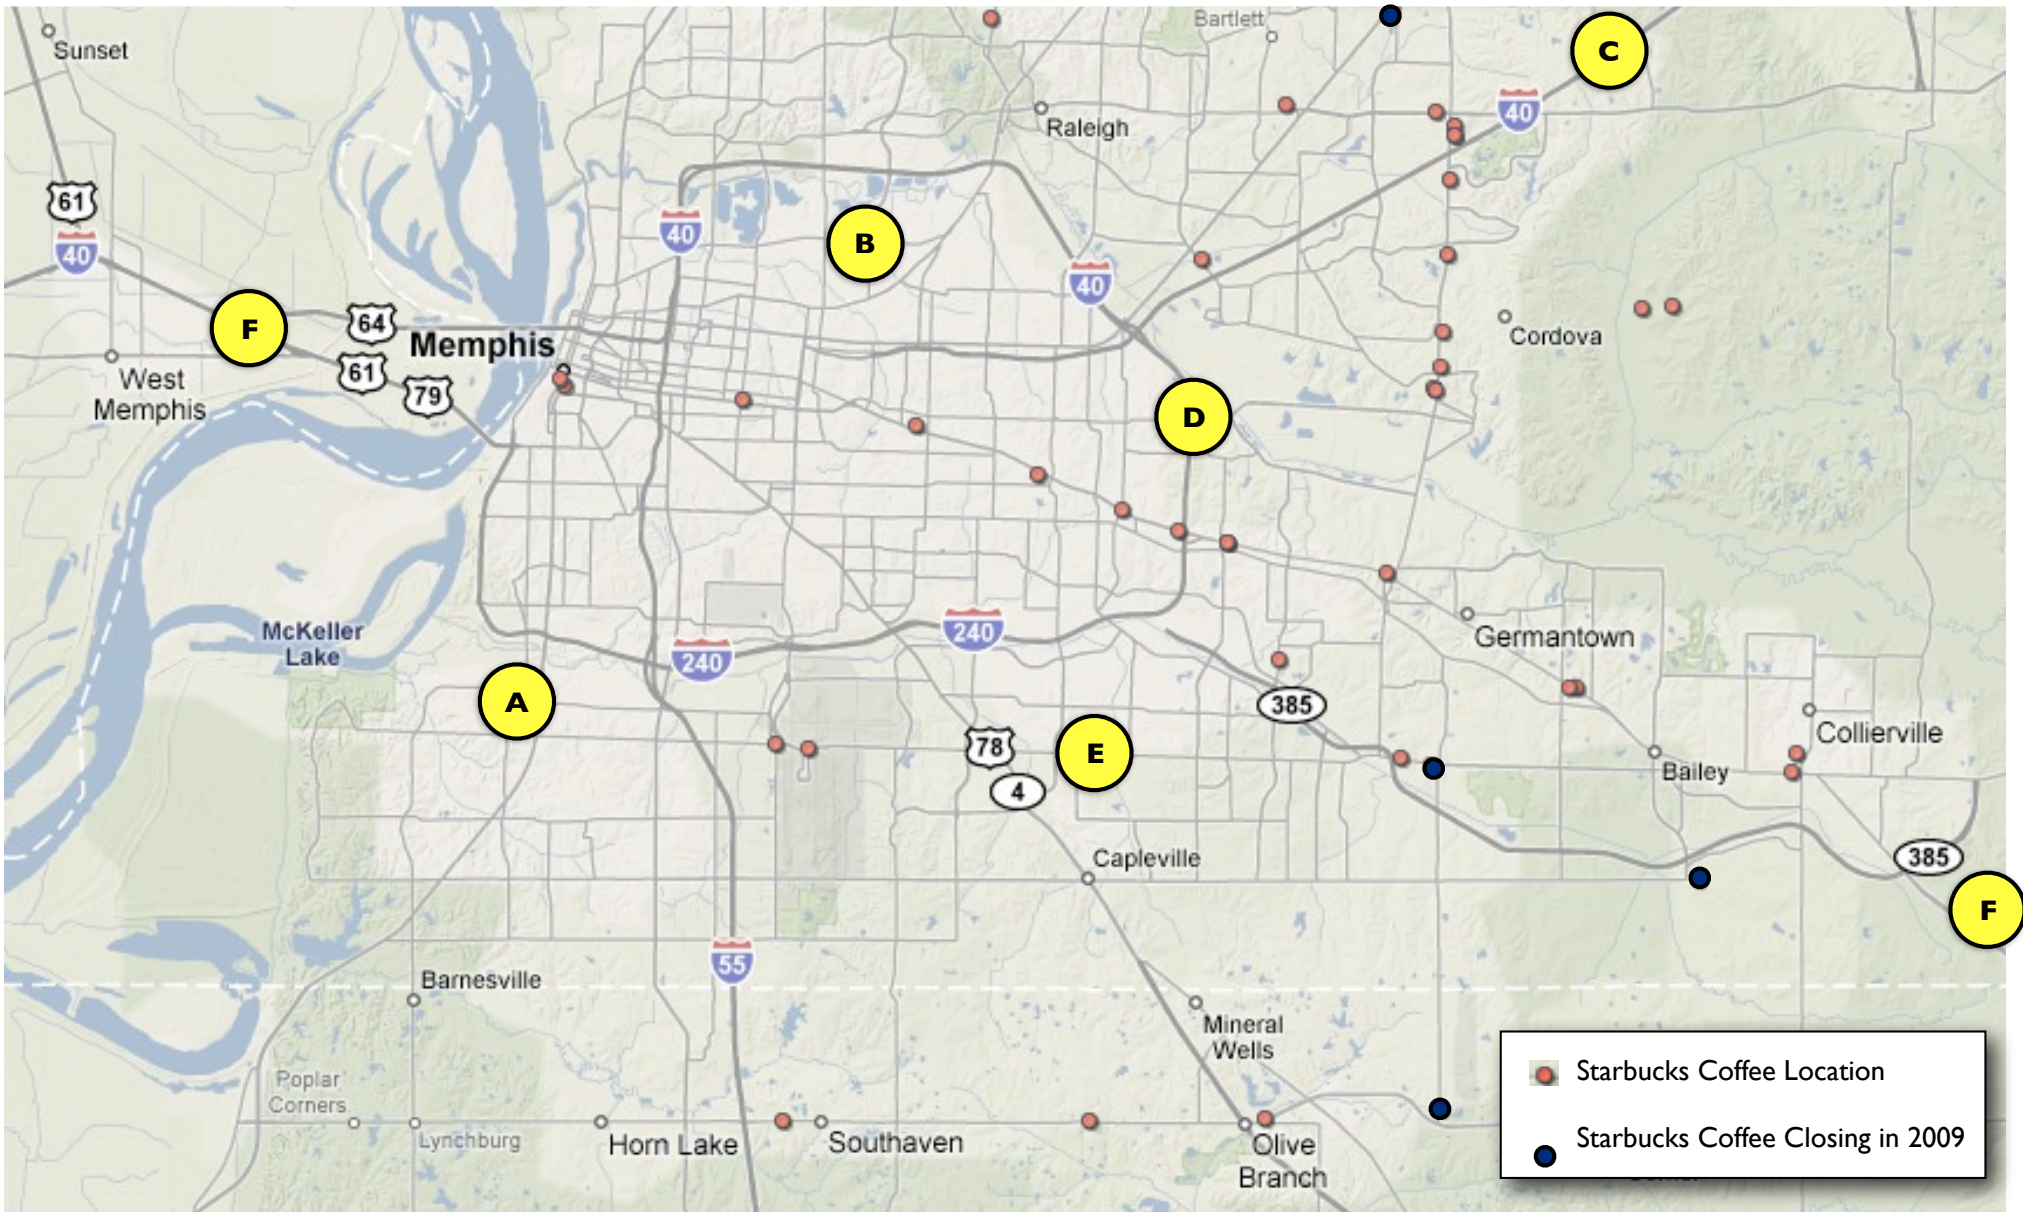 Sunset
Bartlett
C
40
Raleigh
61
40
40
B
40
F
64
Memphis
61
79
West
Memphis
Cordova
D
McKeller
Lake
240
240
Germantown
A
385
78
E
4
Collierville
Bailey
Capleville
385
F
55
Barnesville
Mineral
Wells
Poplar
Corners
Lynchburg
Horn Lake
Southaven
Olive
Branch
Starbucks Coffee Location
Starbucks Coffee Closing in 2009